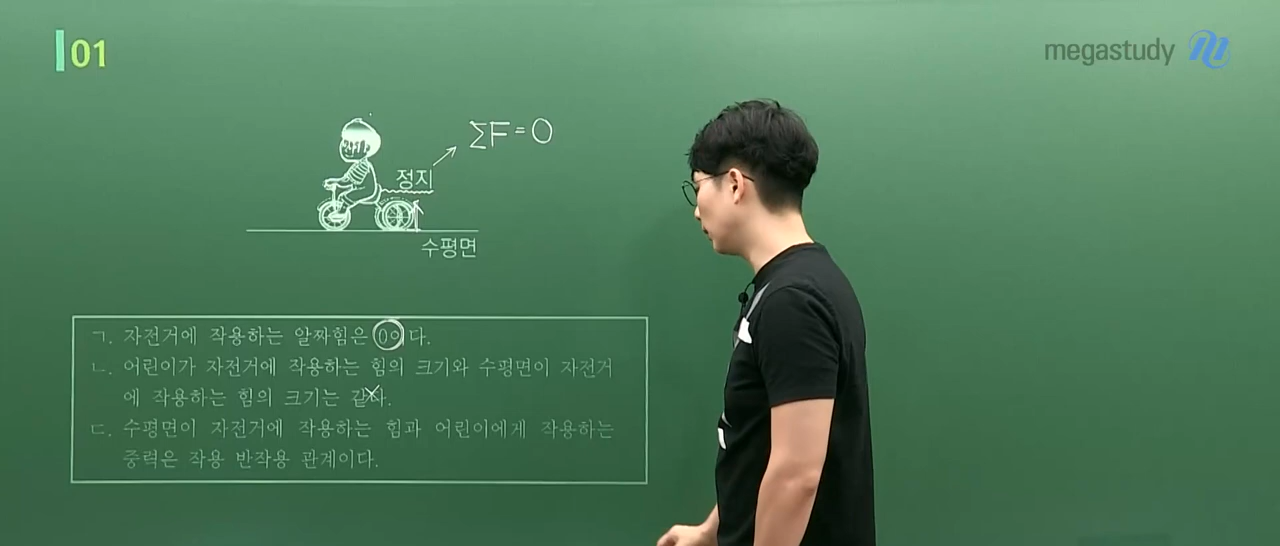 01
megastudy
ΣF=0
정지
수평면
ㄱ. 자전거에 작용하는 알짜힘은 0이다.
ㄴ. 어린이가 자전거에 작용하는 힘의 크기와 수평면이 자전거
에 작용하는 힘의 크기는 같다.
ㄷ. 수평면이 자전거에 작용하는 힘과 어린이에게 작용하는
중력은 작용 반작용 관계이다.